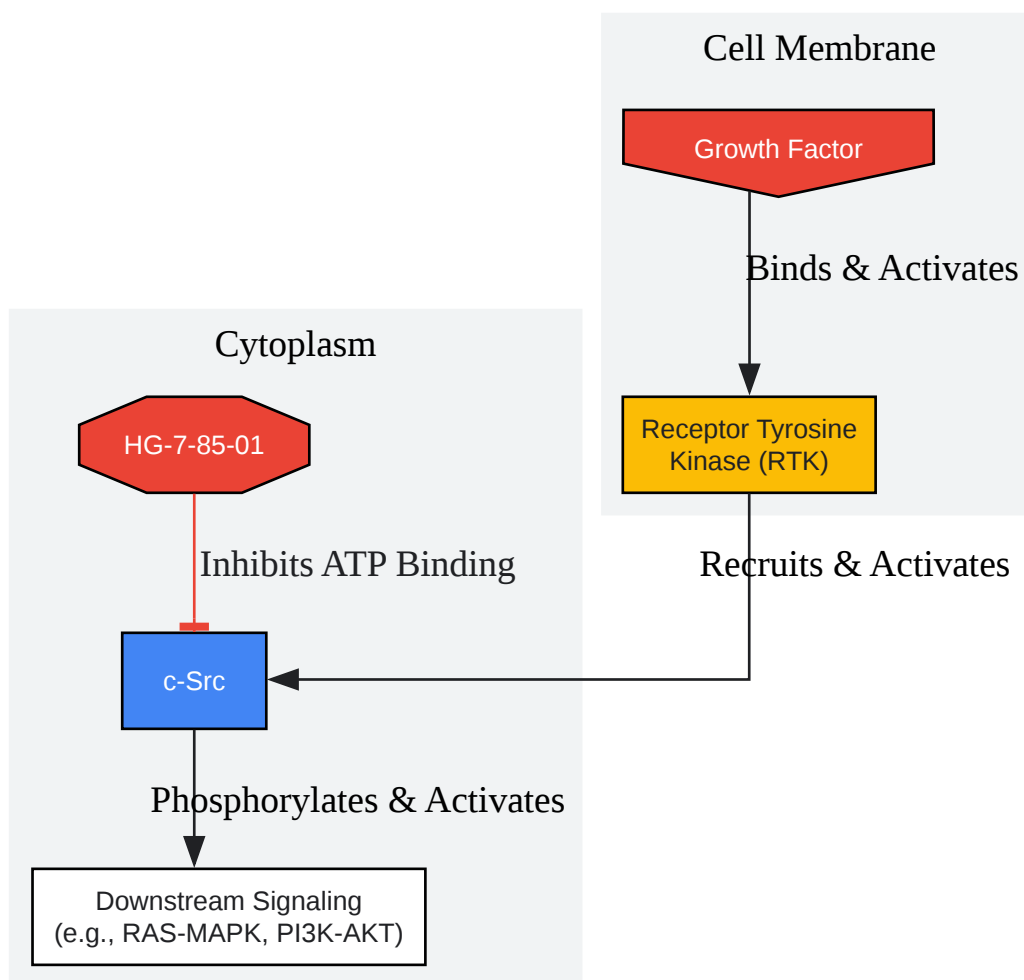 Cell Membrane
Growth Factor
Binds & Activates
Cytoplasm
HG-7-85-01
Receptor Tyrosine
Kinase (RTK)
Inhibits ATP Binding
Recruits & Activates
c-Src
Phosphorylates & Activates
Downstream Signaling
(e.g., RAS-MAPK, PI3K-AKT)